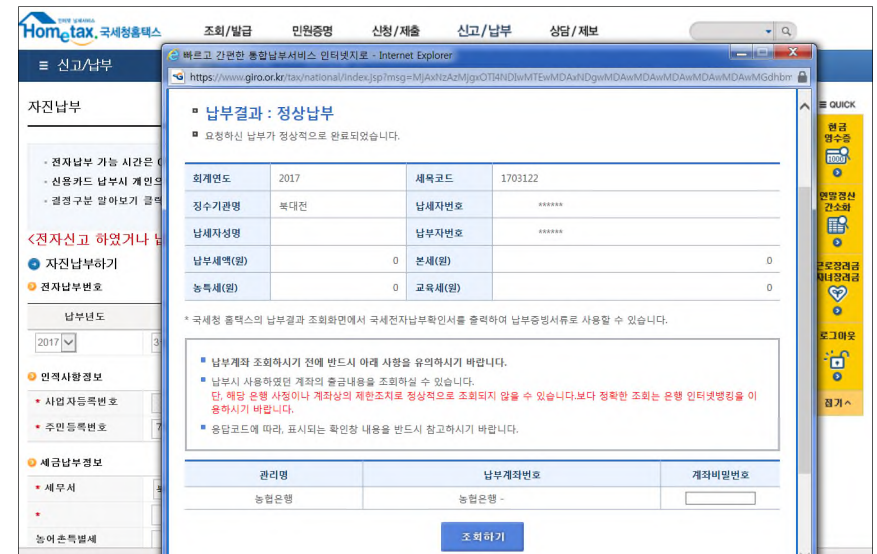 Hometax. 국세청홈택스
조회/발급 민원증명 신청/제출 신고/납부 상담/제보
≡ 신고/납부
빠르고 간편한 통합납부서비스 인터넷지로 - Internet Explorer
자진납부
· 전자납부 가능 시간은
· 신용카드 납부시 개인으
· 결정구분 알아보기 클릭
<전자신고 하였거나 납
자진납부하기
전자납부번호
납부년도
2017
인적사항정보
* 사업자등록번호
* 주민등록번호
세금납부정보
* 세무서
*
농어촌특별세
납부결과 : 정상납부
요청하신 납부가 정상적으로 완료되었습니다.
회계연도 2017 세목코드 1703122
징수기관명 북대전 납세자번호 ******
납세자성명 납부자번호 ******
납부세액(원) 0 본세(원) 0
농특세(원) 0 교육세(원) 0
* 국세청 홈택스의 납부결과 조회화면에서 국세전자납부확인서를 출력하여 납부증빙서류로 사용할 수 있습니다.
납부계좌 조회하시기 전에 반드시 아래 사항을 유의하시기 바랍니다.
납부시 사용하였던 계좌의 출금내용을 조회하실 수 있습니다.
단, 해당 은행 사정이나 계좌상의 제한조치로 정상적으로 조회되지 않을 수 있습니다.보다 정확한 조회는 은행 인터넷뱅킹을 이
용하시기 바랍니다.
응답코드에 따라, 표시되는 확인창 내용을 반드시 참고하시기 바랍니다.
관리명 납부계좌번호 계좌비밀번호
농협은행 농협은행 -
조회하기
≡ QUICK
현금
영수증
연말정산
간소화
근로장려금
자녀장려금
로그아웃
접기